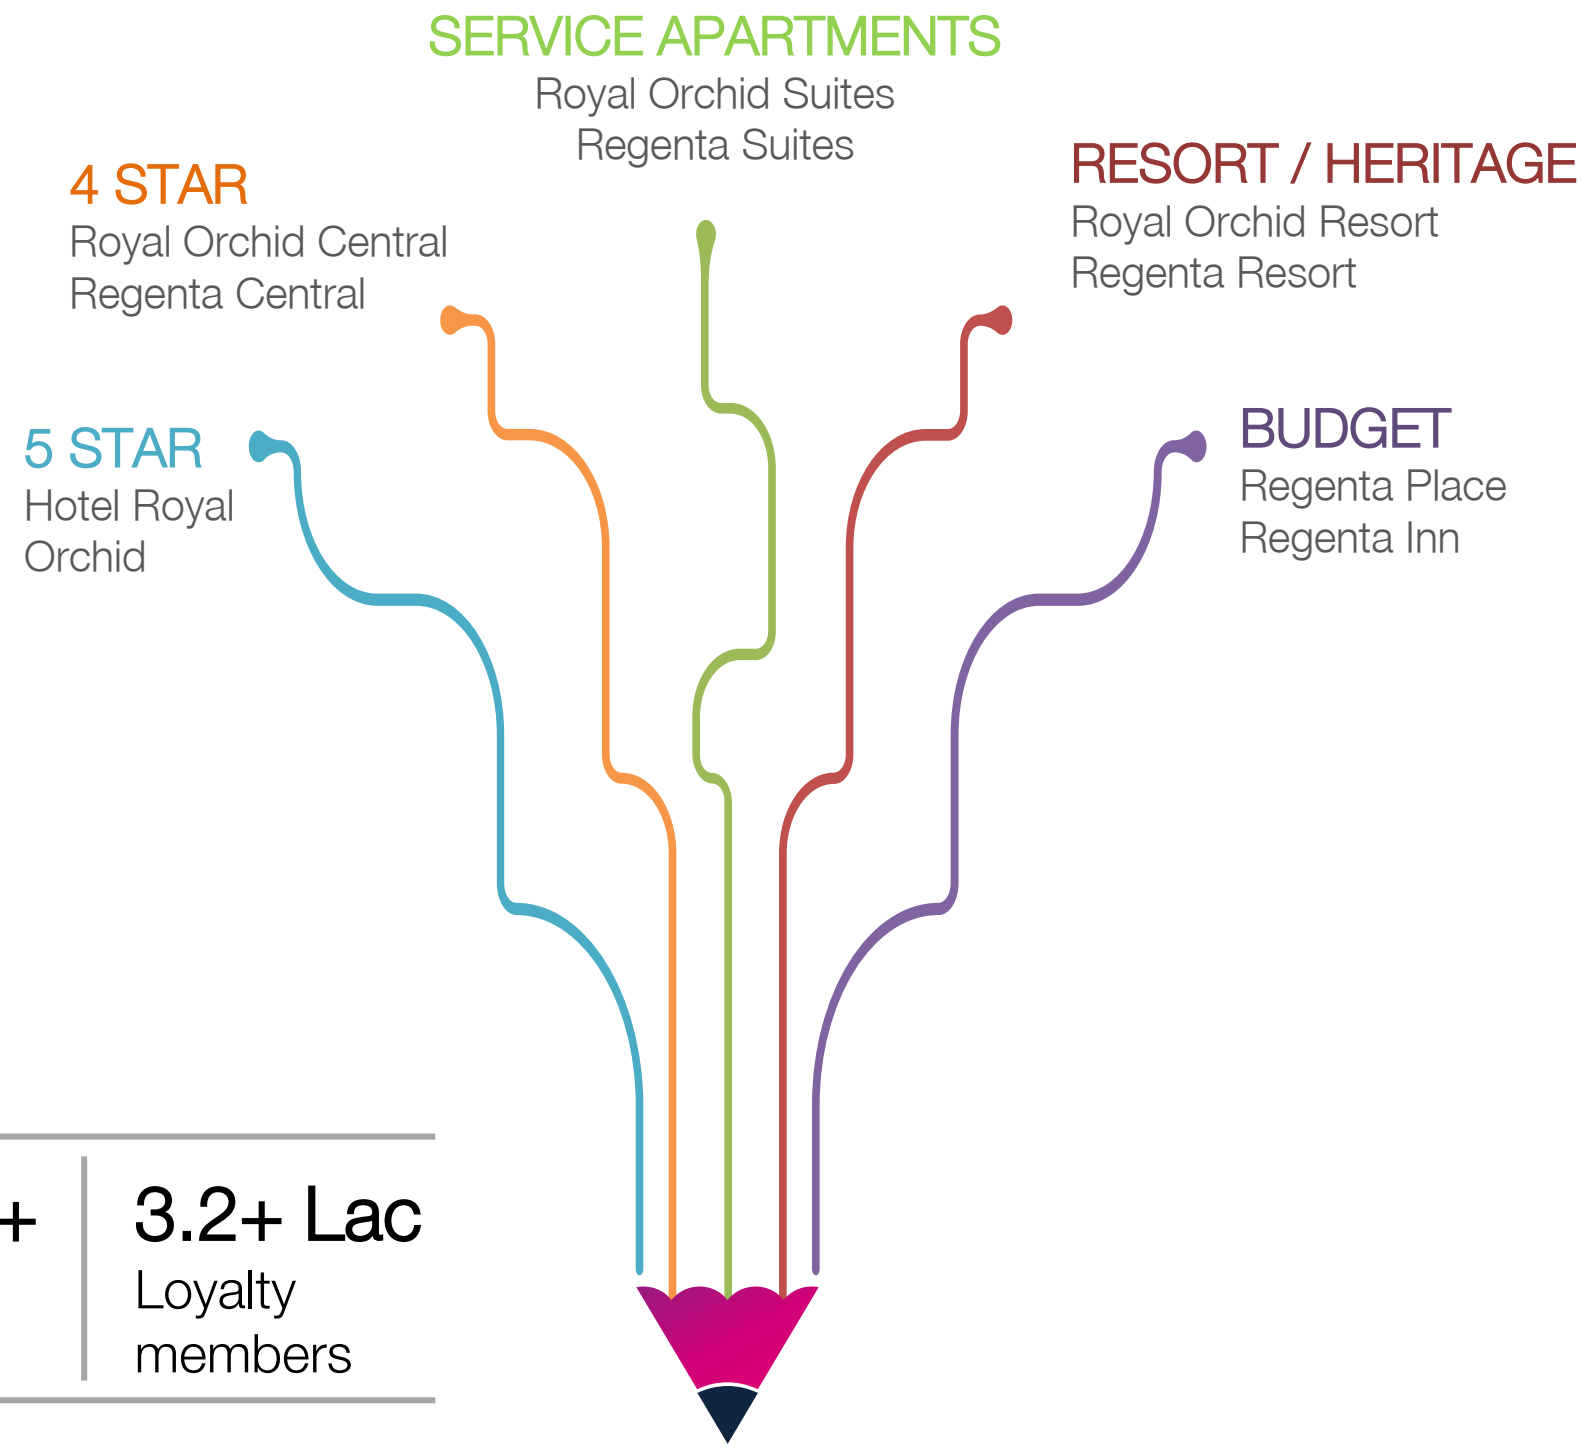 SERVICE APARTMENTS
Royal Orchid Suites
Regenta Suites
4 STAR
Royal Orchid Central
Regenta Central
RESORT / HERITAGE
Royal Orchid Resort
Regenta Resort
5 STAR
Hotel Royal
Orchid
BUDGET
Regenta Place
Regenta Inn
+
3.2+ Lac
Loyalty
members